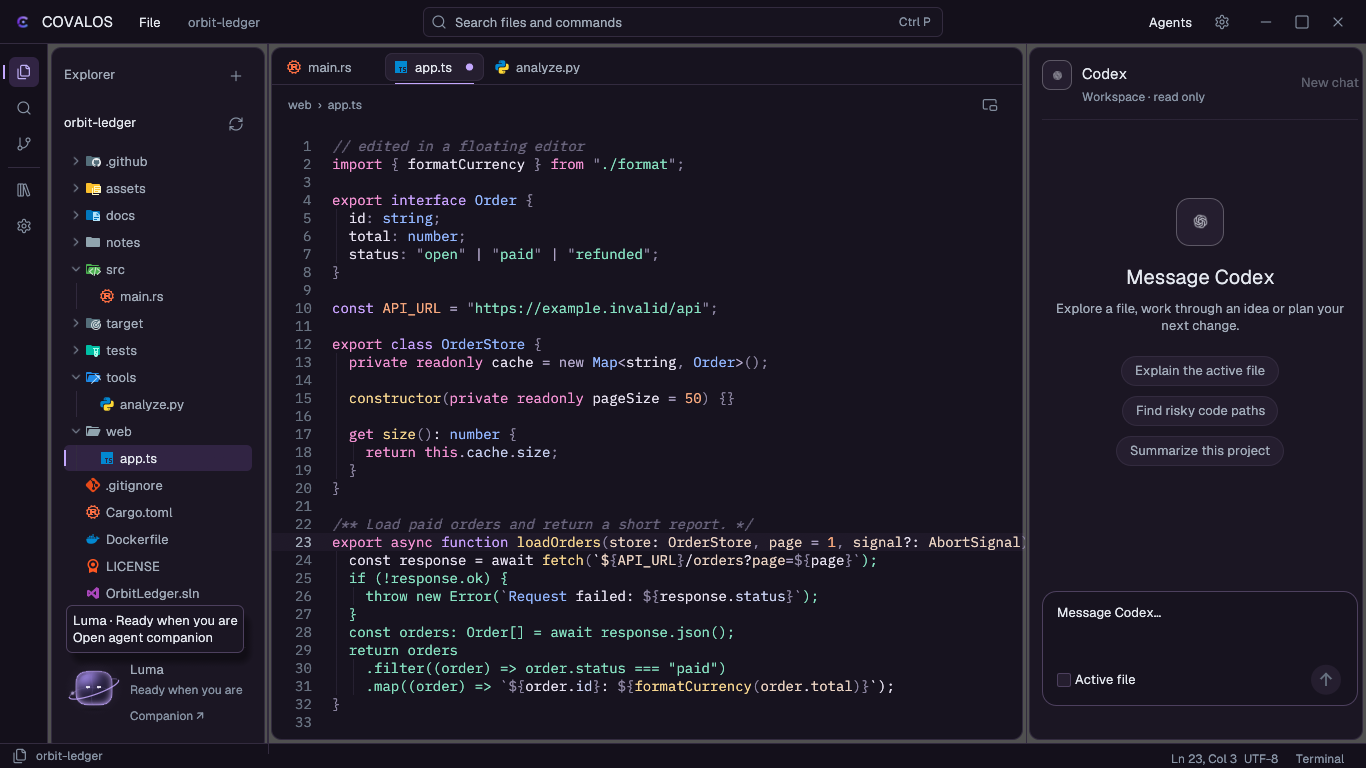 COVALOS File orbit-ledger
Search files and commands Ctrl P
Agents
Explorer
orbit-ledger
.github
assets
docs
notes
src
main.rs
target
tests
tools
analyze.py
web
app.ts
.gitignore
Cargo.toml
Dockerfile
LICENSE
OrbitLedger.sln
Luma · Ready when you are
Open agent companion
Luma
Ready when you are
Companion ↗
main.rs app.ts analyze.py
web › app.ts
1 // edited in a floating editor
2 import { formatCurrency } from "./format";
3
4 export interface Order {
5 id: string;
6 total: number;
7 status: "open" | "paid" | "refunded";
8 }
9
10 const API_URL = "https://example.invalid/api";
11
12 export class OrderStore {
13 private readonly cache = new Map<string, Order>();
14
15 constructor(private readonly pageSize = 50) {}
16
17 get size(): number {
18 return this.cache.size;
19 }
20 }
21
22 /** Load paid orders and return a short report. */
23 export async function loadOrders(store: OrderStore, page = 1, signal?: AbortSignal)
24 const response = await fetch(`${API_URL}/orders?page=${page}`);
25 if (!response.ok) {
26 throw new Error(`Request failed: ${response.status}`);
27 }
28 const orders: Order[] = await response.json();
29 return orders
30 .filter((order) => order.status === "paid")
31 .map((order) => `${order.id}: ${formatCurrency(order.total)}`);
32 }
33
Codex
Workspace · read only
New chat
Message Codex
Explore a file, work through an idea or plan your
next change.
Explain the active file
Find risky code paths
Summarize this project
Message Codex…
Active file
orbit-ledger
Ln 23, Col 3 UTF-8 Terminal